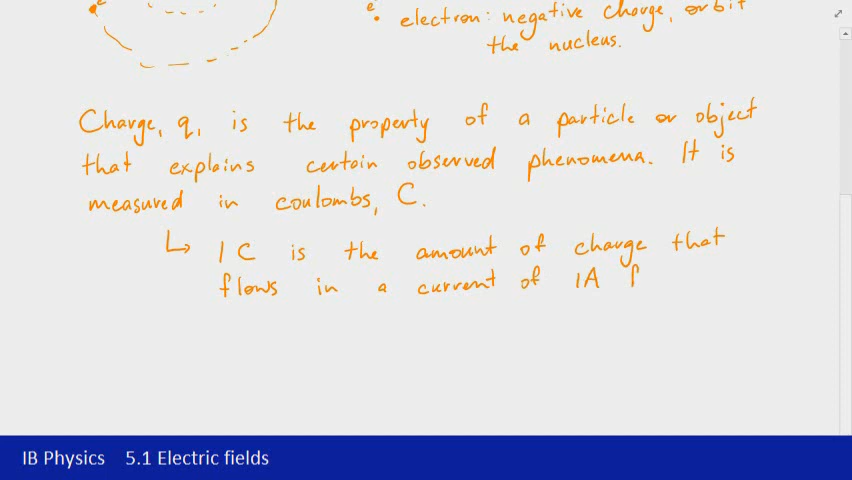 e
e
electron: negative charge, orbit
the nucleus.
Charge, q, is the property of a particle or object
that explains certain observed phenomena. It is
measured in coulombs, C.
↳ 1 C is the amount of charge that
flows in a current of 1A f
IB Physics 5.1 Electric fields